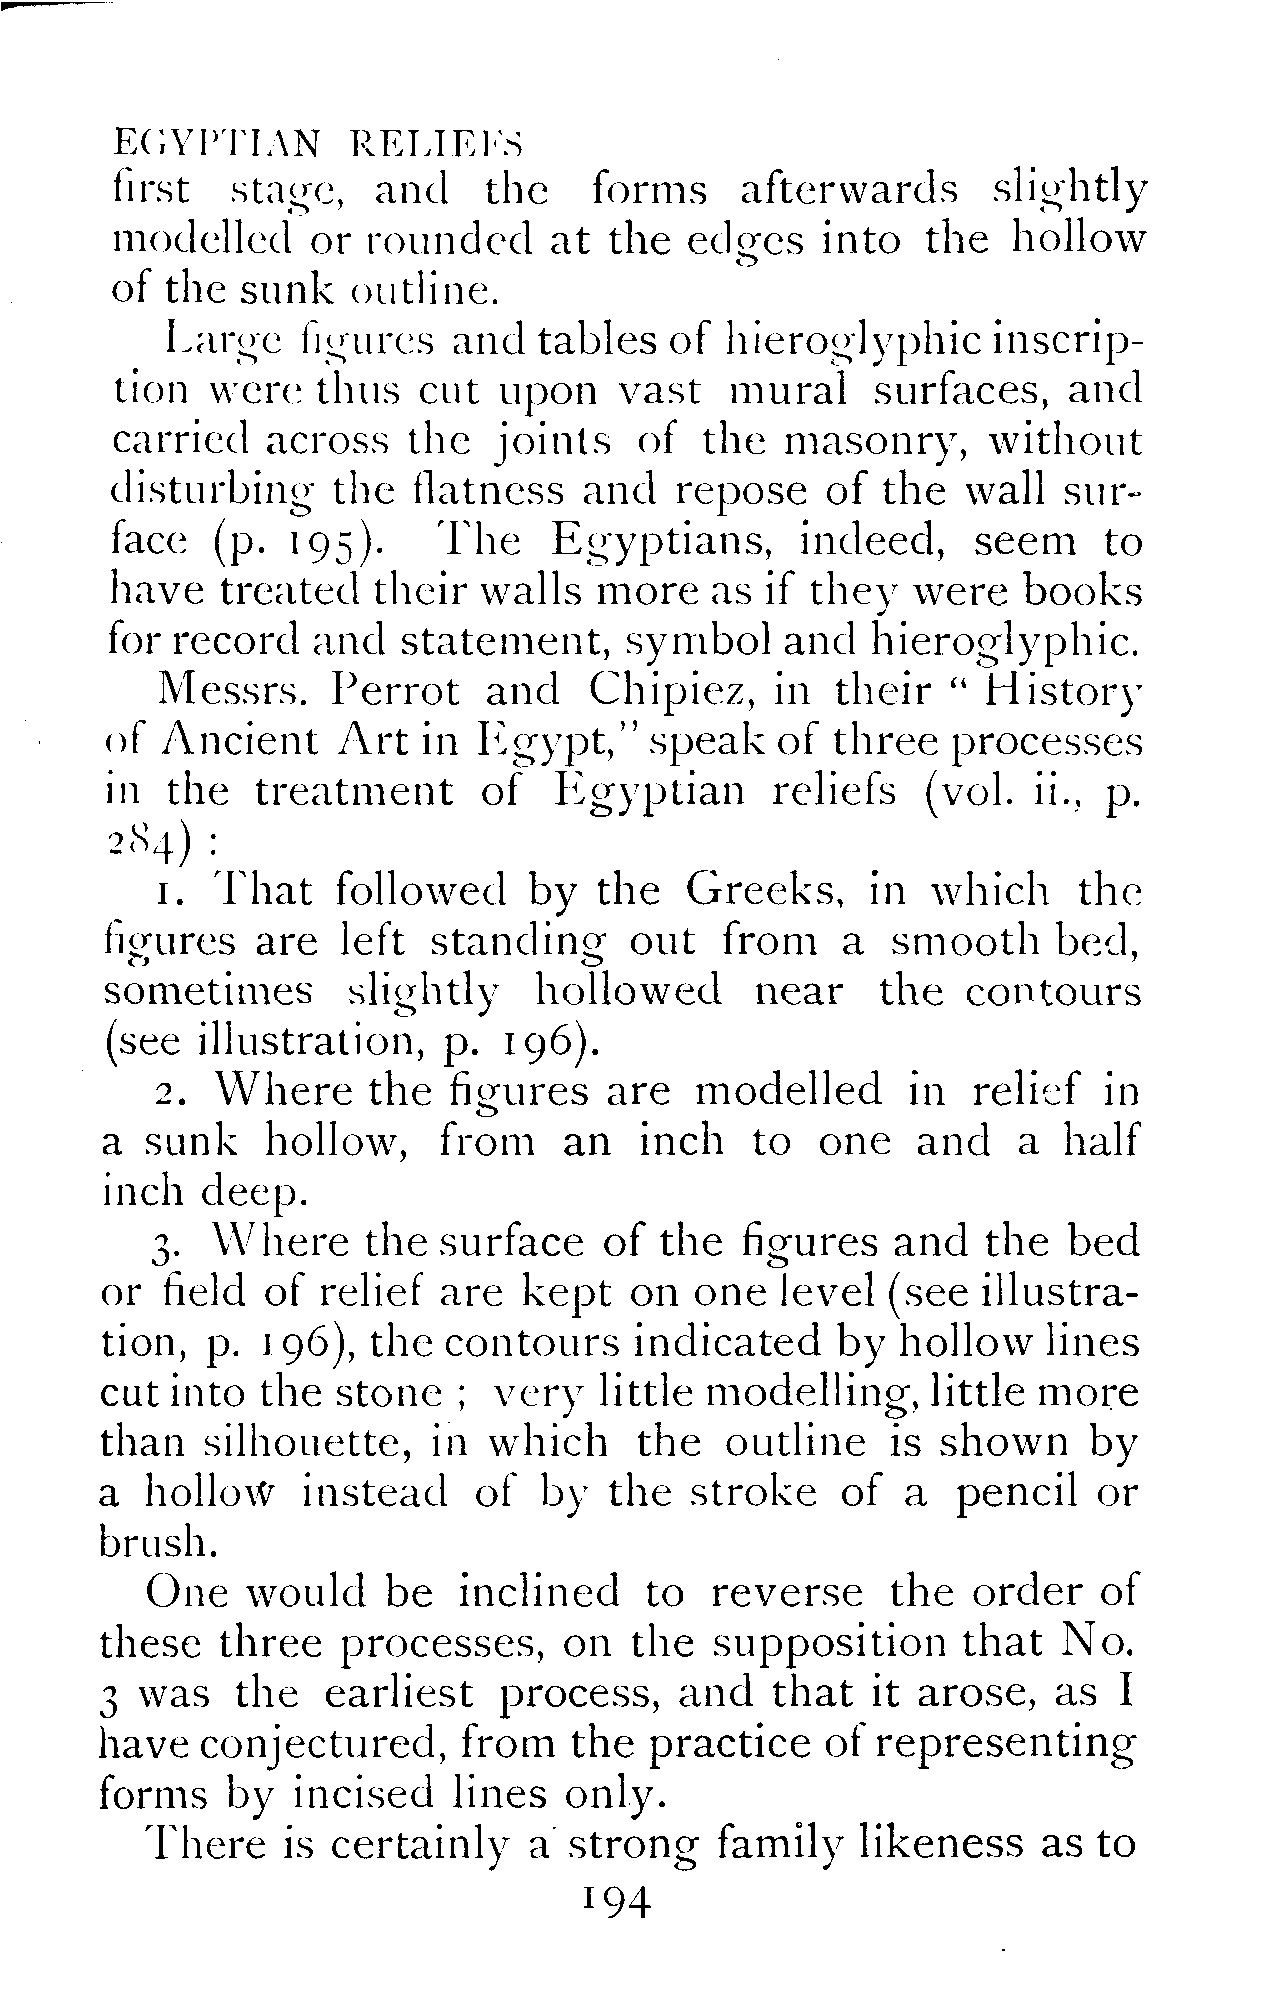 EGYPTIAN RELIEFS
first stage, and the forms afterwards slightly
modelled or rounded at the edges into the hollow
of the sunk outline.
Large figures and tables of hieroglyphic inscrip-
tion were thus cut upon vast mural surfaces, and
carried across the joints of the masonry, without
disturbing the flatness and repose of the wall sur-
face (p. 195). The Egyptians, indeed, seem to
have treated their walls more as if they were books
for record and statement, symbol and hieroglyphic.
Messrs. Perrot and Chipiez, in their “ History
of Ancient Art in Egypt,” speak of three processes
in the treatment of Egyptian reliefs (vol. ii., p.
284) :
1. That followed by the Greeks, in which the
figures are left standing out from a smooth bed,
sometimes slightly hollowed near the contours
(see illustration, p. 196).
2. Where the figures are modelled in relief in
a sunk hollow, from an inch to one and a half
inch deep.
3. Where the surface of the figures and the bed
or field of relief are kept on one level (see illustra-
tion, p. 196), the contours indicated by hollow lines
cut into the stone ; very little modelling, little more
than silhouette, in which the outline is shown by
a hollow instead of by the stroke of a pencil or
brush.
One would be inclined to reverse the order of
these three processes, on the supposition that No.
3 was the earliest process, and that it arose, as I
have conjectured, from the practice of representing
forms by incised lines only.
There is certainly a strong family likeness as to
194